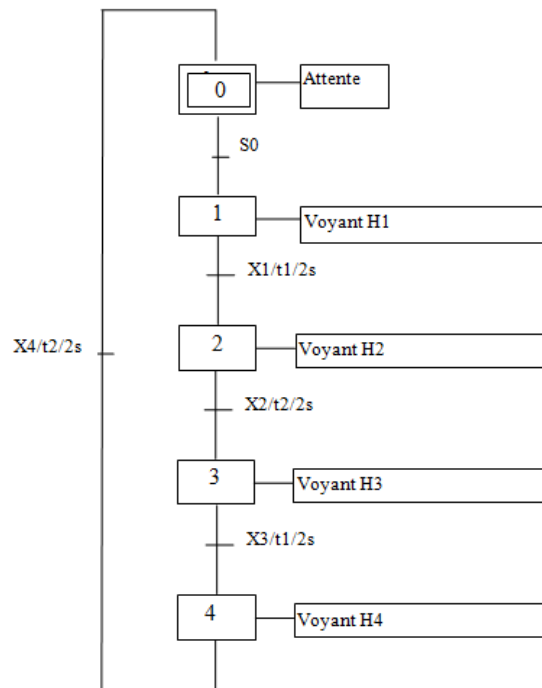 0
Attente
S0
1
Voyant H1
X1/t1/2s
X4/t2/2s
2
Voyant H2
X2/t2/2s
3
Voyant H3
X3/t1/2s
4
Voyant H4